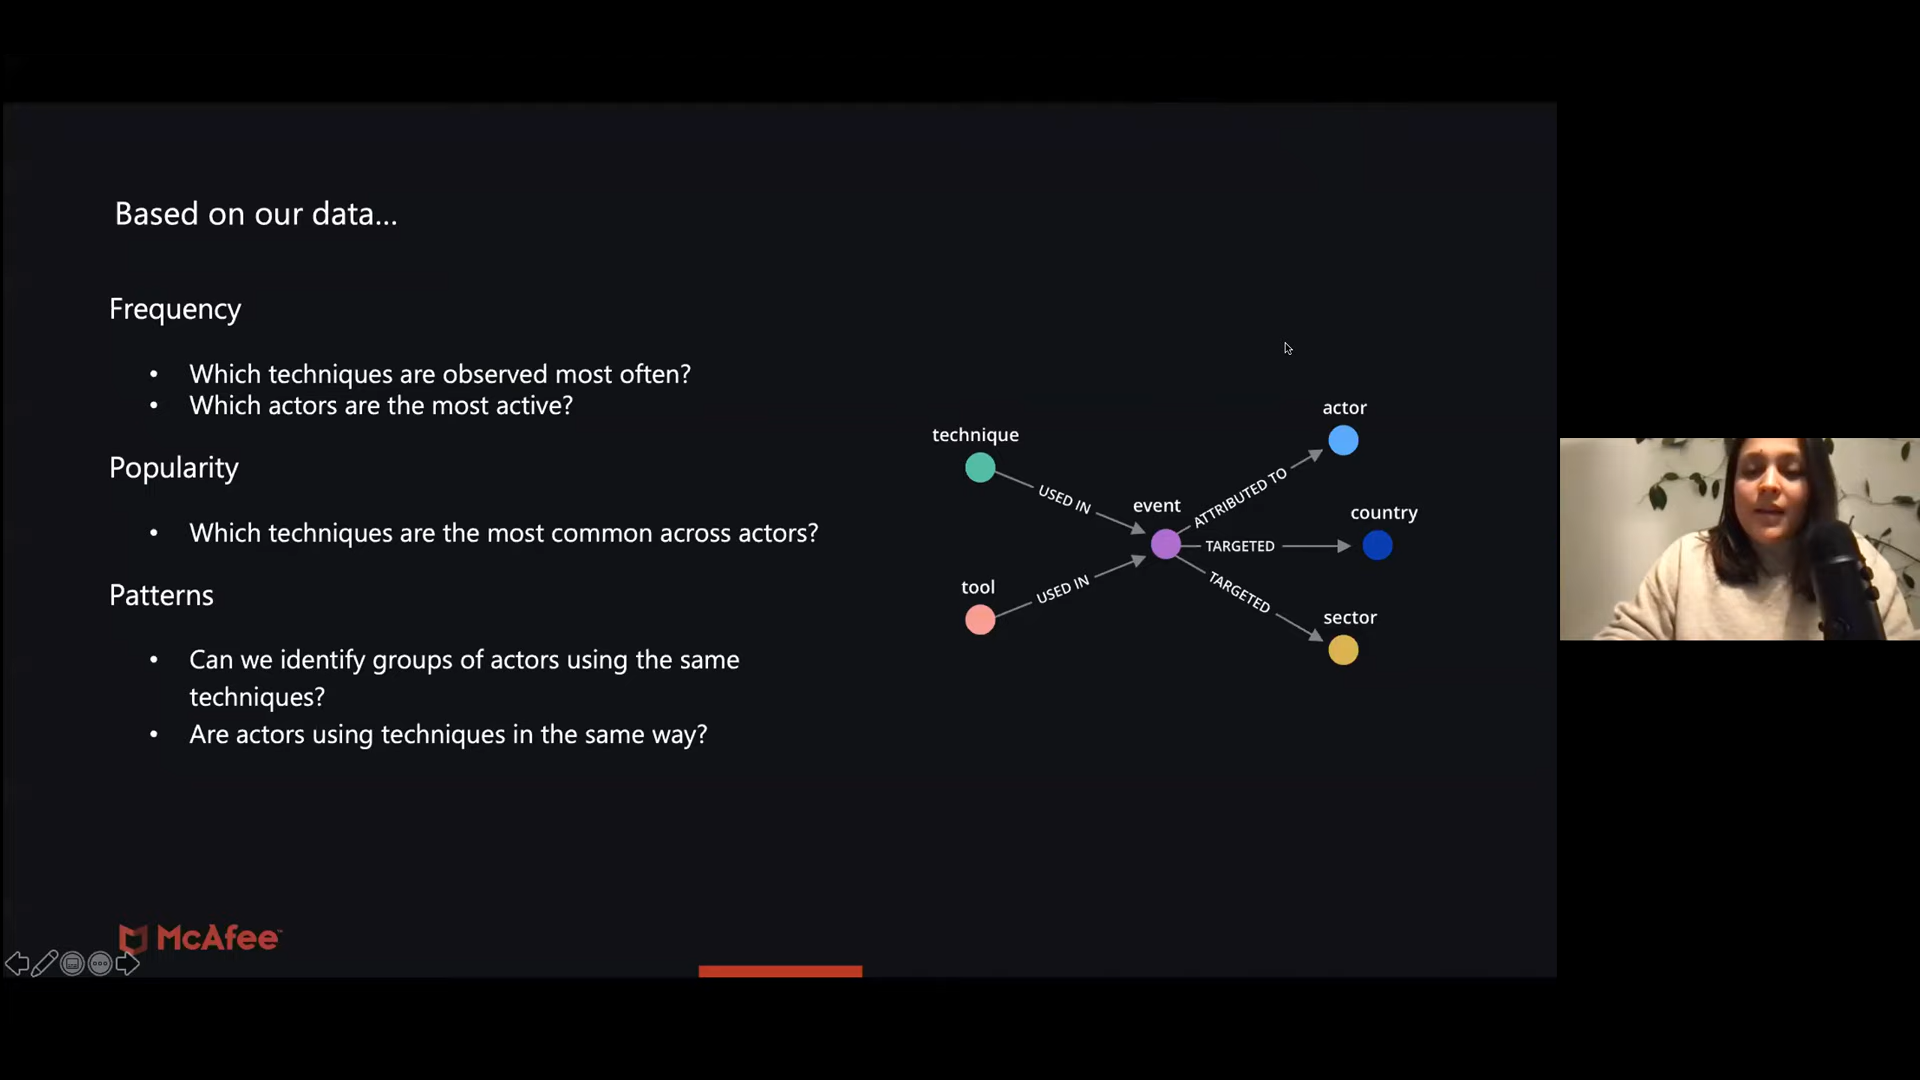 Based on our data...
Frequency
• Which techniques are observed most often?
• Which actors are the most active?
Popularity
• Which techniques are the most common across actors?
Patterns
• Can we identify groups of actors using the same
techniques?
• Are actors using techniques in the same way?
technique
USED IN
tool
USED IN
event
ATTRIBUTED TO
actor
TARGETED
country
TARGETED
sector
McAfee™